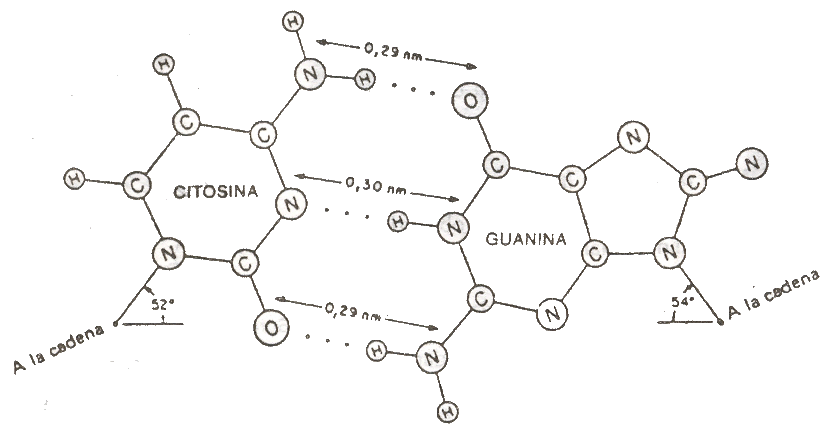 H
0,29 nm
N
H
H
O
C
C
N
C
C
N
H
C
CITOSINA
0,30 nm
C
N
H
N
GUANINA
N
C
C
N
52°
C
54°
A la cadena
O
0,29 nm
N
A la cadena
H
N
H